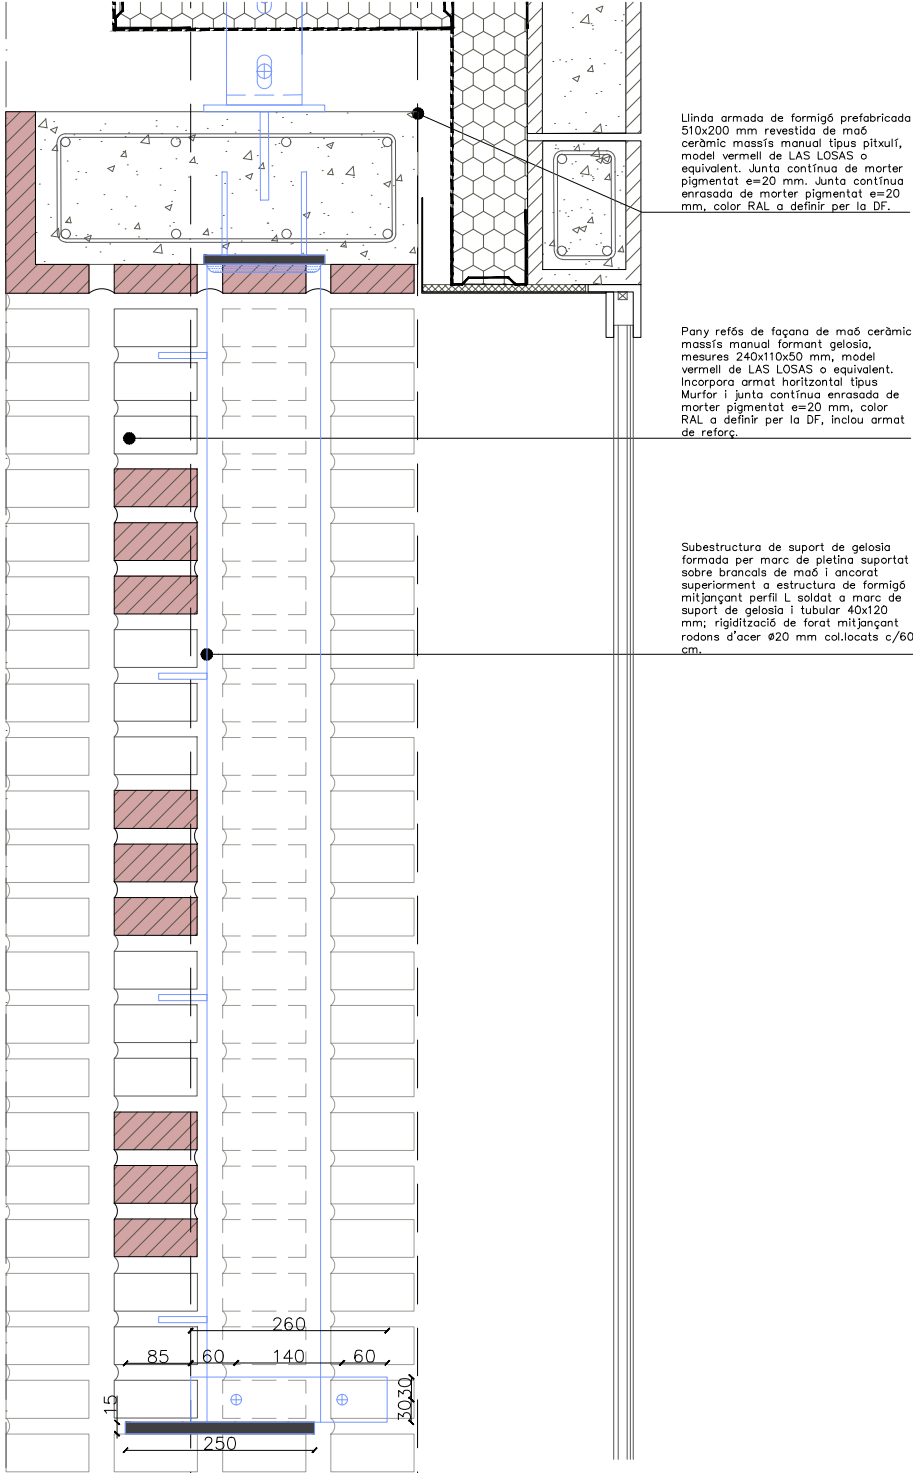 Llinda armada de formigó prefabricada
510x200 mm revestida de maó
ceràmic massís manual tipus pitxulí,
model vermell de LAS LOSAS o
equivalent. Junta contínua de morter
pigmentat e=20 mm. Junta contínua
enrasada de morter pigmentat e=20
mm, color RAL a definir per la DF.
Pany refós de façana de maó ceràmic
massís manual formant gelosia,
mesures 240x110x50 mm, model
vermell de LAS LOSAS o equivalent.
Incorpora armat horitzontal tipus
Murfor i junta contínua enrasada de
morter pigmentat e=20 mm, color
RAL a definir per la DF, inclou armat
de reforç.
Subestructura de suport de gelosia
formada per marc de pletina suportat
sobre brancals de maó i ancorat
superiorment a estructura de formigó
mitjançant perfil L soldat a marc de
suport de gelosia i tubular 40x120
mm; rigidització de forat mitjançant
rodons d'acer ø20 mm col.locats c/60
cm.
260
85 60 140 60
15
30 30
250